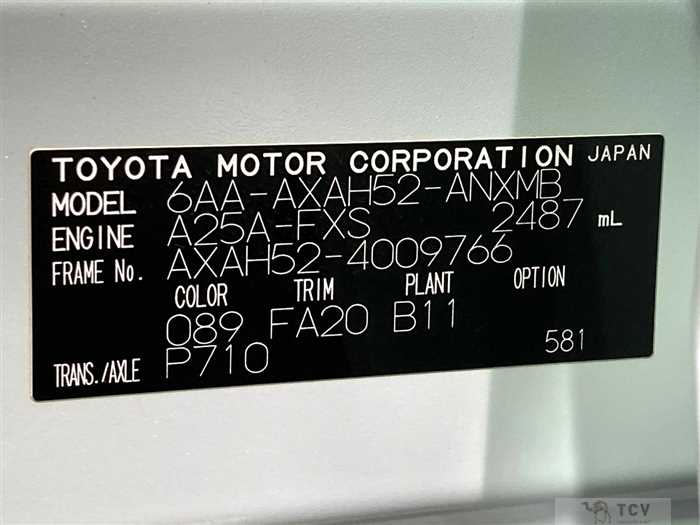 TOYOTA MOTOR CORPORATION JAPAN
MODEL 6AA-AXAH52-ANXMB
ENGINE A25A-FXS 2487 mL
FRAME No. AXAH52-4009766
COLOR TRIM PLANT OPTION
089 FA20 B11
TRANS./AXLE P710 581
TCV